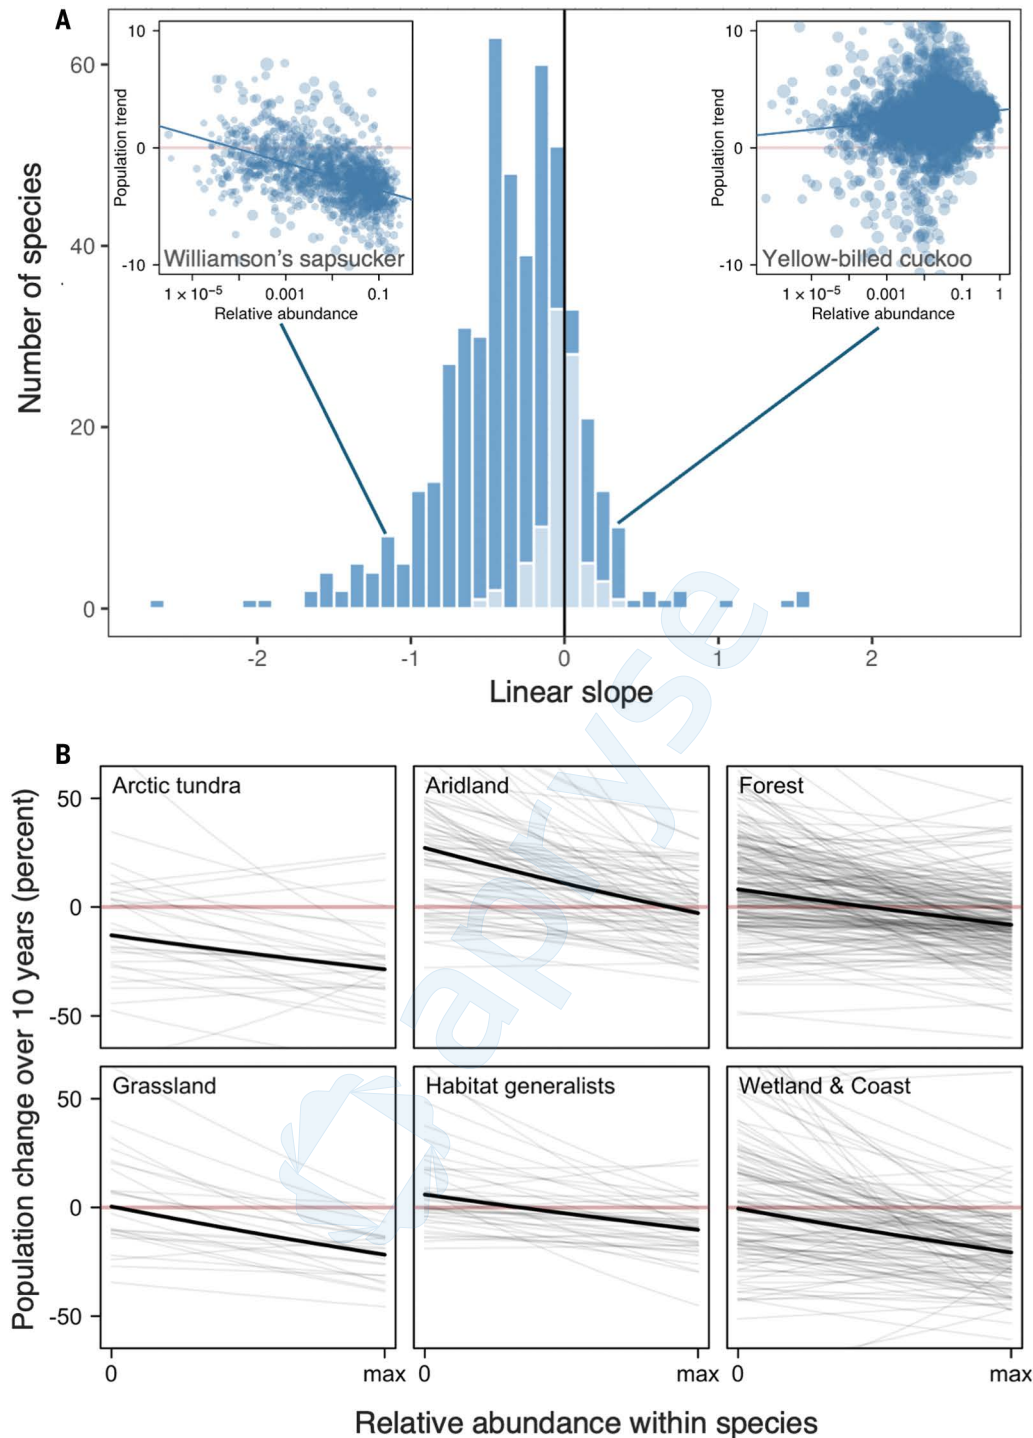 A
Number of species
60
40
20
0
10
0
-10
Population trend
Williamson's sapsucker
1 × 10⁻⁵ 0.001 0.1
Relative abundance
10
0
-10
Population trend
Yellow-billed cuckoo
1 × 10⁻⁵ 0.001 0.1 1
Relative abundance
-2 -1 0 1 2
Linear slope
B
Population change over 10 years (percent)
Arctic tundra Aridland Forest
50
0
-50
Grassland Habitat generalists Wetland & Coast
50
0
-50
0 max 0 max 0 max
Relative abundance within species
apryse